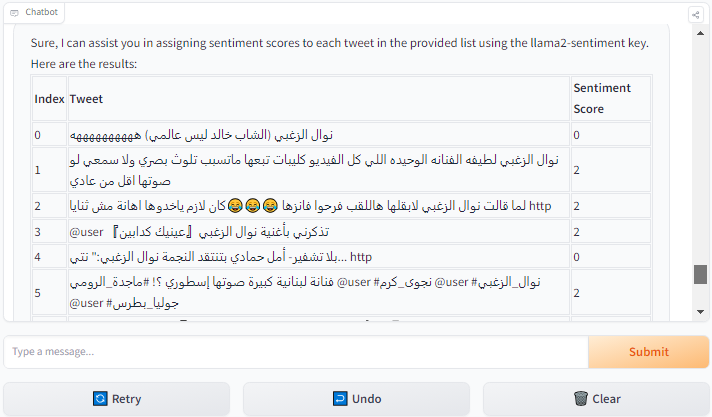 Chatbot
Sure, I can assist you in assigning sentiment scores to each tweet in the provided list using the llama2-sentiment key.
Here are the results:
Index Tweet Sentiment Score
0 نوال الزغبي (الشاب خالد ليس عالمي) هههههههههههه 0
1 نوال الزغبي لطيفه الفنانه الوحيده اللي كل الفيديو كليبات تبعها ماتسبب تلوث بصري ولا سمعي لو
صوتها اقل من عادي 2
2 لما قالت نوال الزغبي لابقلها هاللقب فرحوا فانزها 😂😂😂كان لازم ياخدوها اهانة مش ثنايا http 2
3 @user تذكرني بأغنية نوال الزغبي 『عينيك كدابين』 2
4 بلا تشفير- أمل حمادي بتنتقد النجمة نوال الزغبي:" نتي... http 0
5 نوال_الزغبي# @user نجوى_كرم# @user فنانة لبنانية كبيرة صوتها إسطوري ؟! #ماجدة_الرومي
@user #جوليا_بطرس 2
Type a message...
Submit
Retry
Undo
Clear